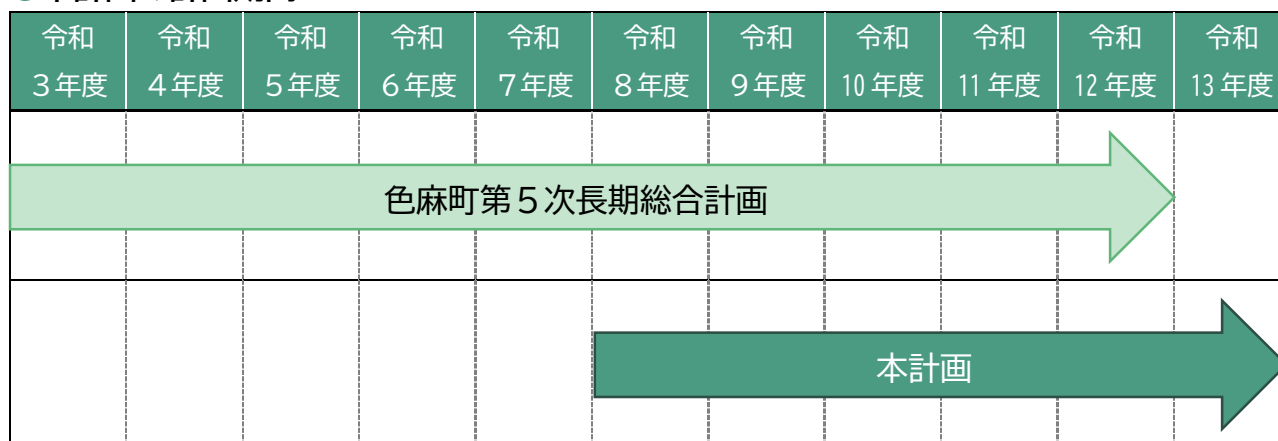 令和 令和 令和 令和 令和 令和 令和 令和 令和 令和 令和
３年度 ４年度 ５年度 ６年度 ７年度 ８年度 ９年度 10年度 11年度 12年度 13年度
色麻町第５次長期総合計画
本計画